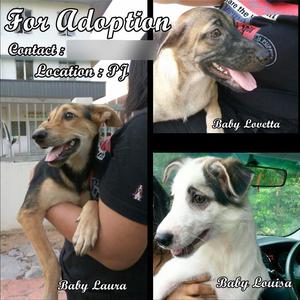 For Adoption
Contact :
Location : PJ
Baby Lovetta
Baby Laura
Baby Louisa